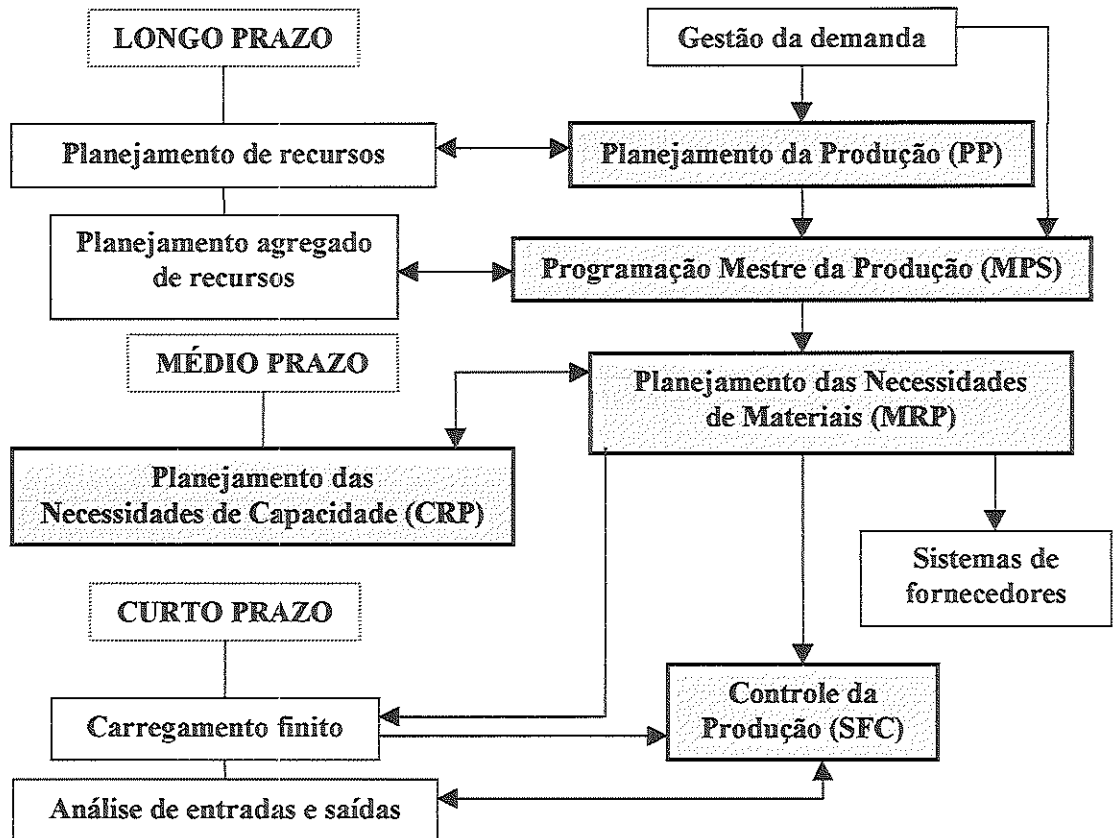 LONGO PRAZO
Gestão da demanda
Planejamento de recursos
Planejamento da Produção (PP)
Planejamento agregado
de recursos
Programação Mestre da Produção (MPS)
MÉDIO PRAZO
Planejamento das Necessidades
de Materiais (MRP)
Planejamento das
Necessidades de Capacidade (CRP)
Sistemas de
fornecedores
CURTO PRAZO
Controle da
Produção (SFC)
Carregamento finito
Análise de entradas e saídas